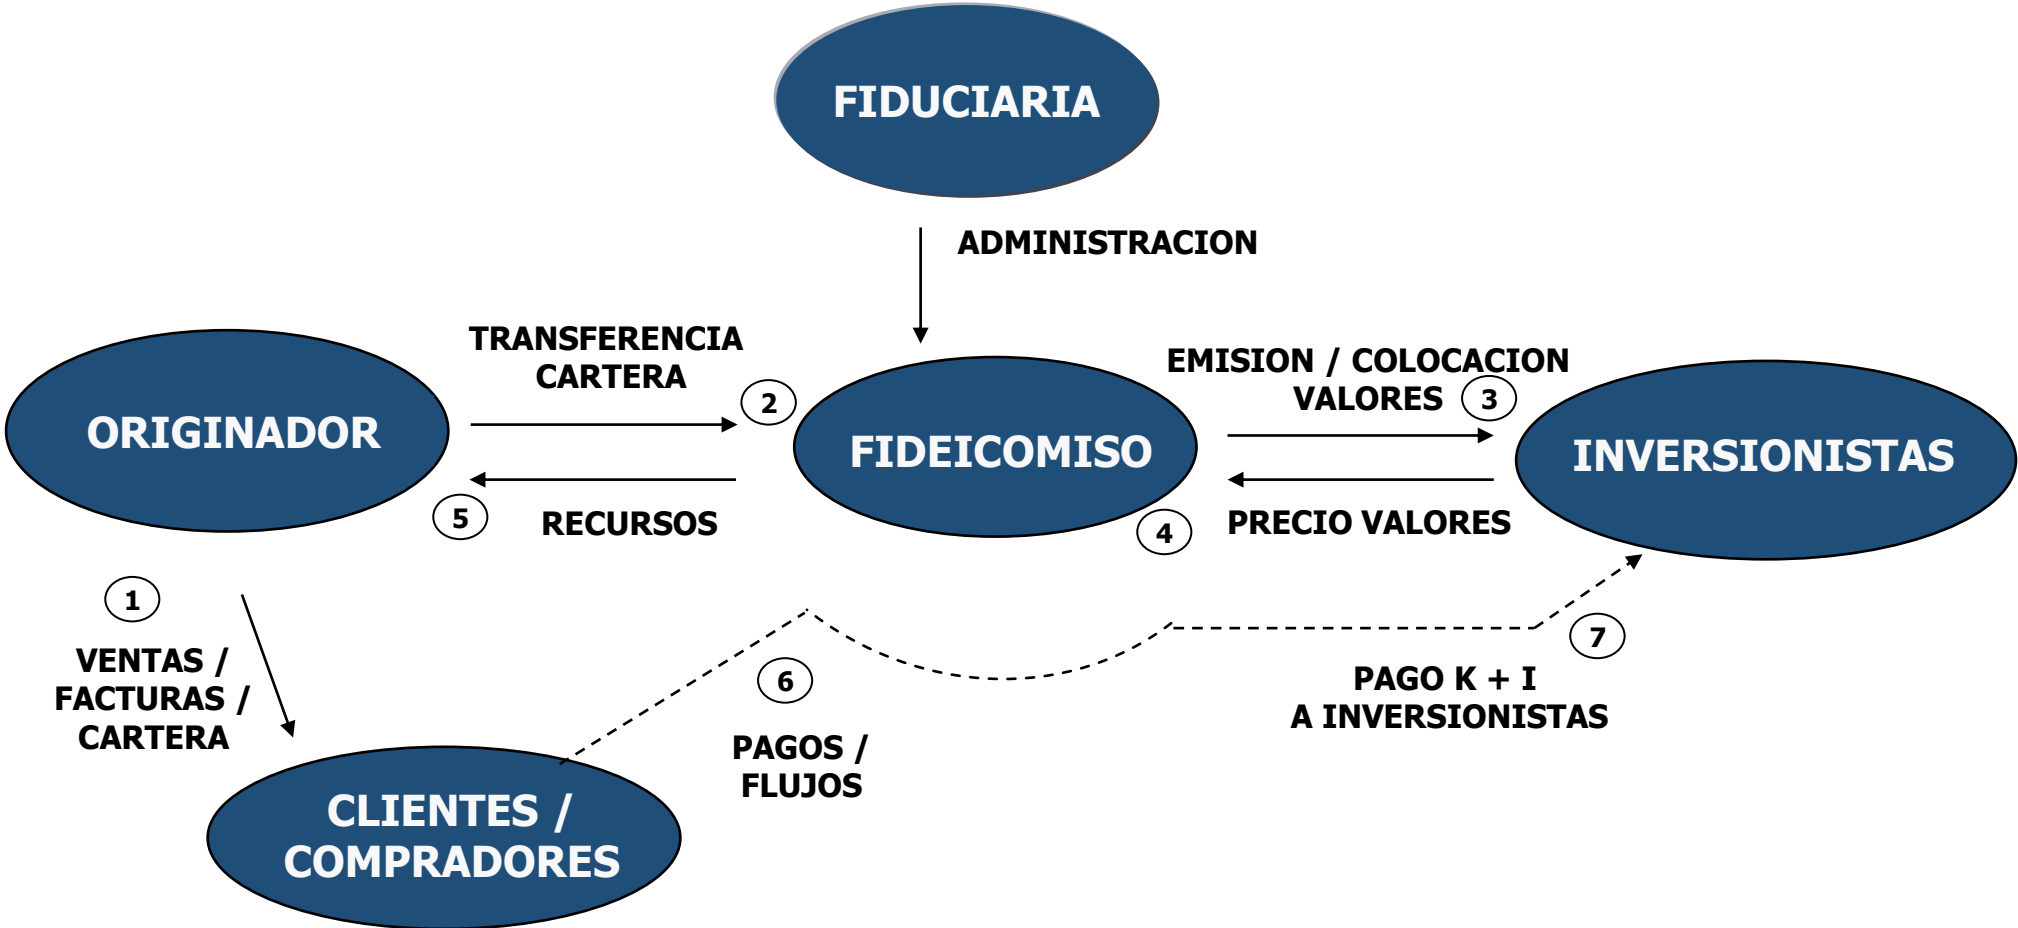 FIDUCIARIA
ADMINISTRACION
TRANSFERENCIA
CARTERA
2
EMISION / COLOCACION
VALORES 3
ORIGINADOR
FIDEICOMISO
INVERSIONISTAS
5
RECURSOS
4
PRECIO VALORES
1
VENTAS /
FACTURAS /
CARTERA
6
PAGOS /
FLUJOS
7
PAGO K + I
A INVERSIONISTAS
CLIENTES /
COMPRADORES